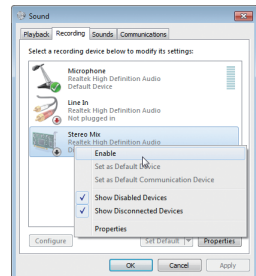 Sound
Playback Recording Sounds Communications
Select a recording device below to modify its settings:
Microphone
Realtek High Definition Audio
Default Device
Line In
Realtek High Definition Audio
Not plugged in
Stereo Mix
Realtek High Definition Audio
Enable
Set as Default Device
Set as Default Communication Device
Show Disabled Devices
Show Disconnected Devices
Properties
Configure Set Default Properties
OK Cancel Apply